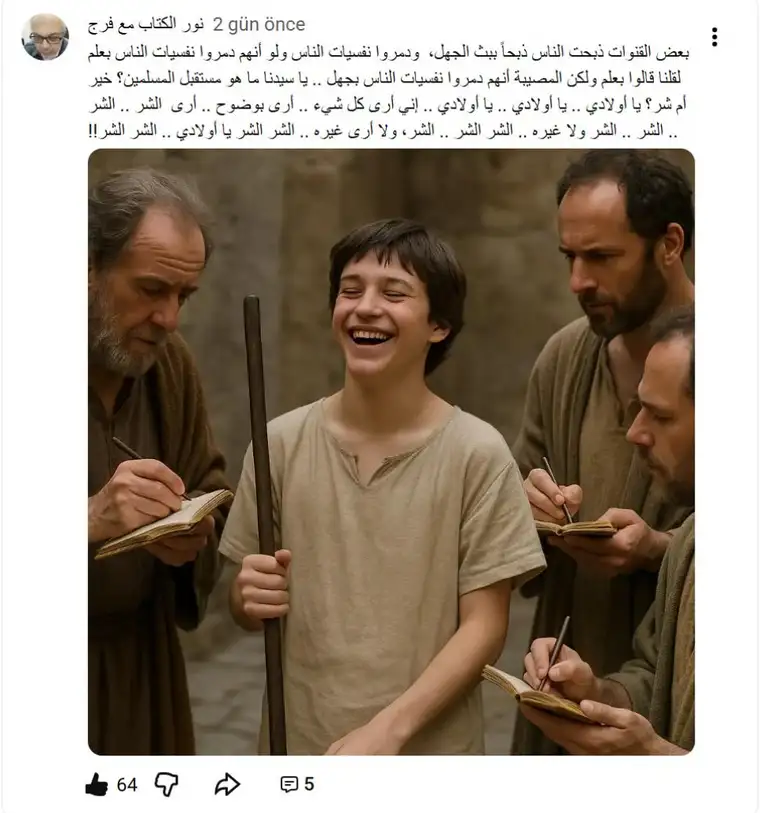 نور الكتاب مع فرج 2 gün önce
بعض القنوات ذبحت الناس ذبحاً ببث الجهل، ودمروا نفسيات الناس ولو أنهم دمروا نفسيات الناس بعلم
لقلنا قالوا بعلم ولكن المصيبة أنهم دمروا نفسيات الناس بجهل .. يا سيدنا ما هو مستقبل المسلمين؟ خير
أم شر؟ يا أولادي .. يا أولادي .. يا أولادي .. إني أرى كل شيء .. أرى بوضوح .. أرى الشر .. الشر
.. الشر .. الشر ولا غيره .. الشر الشر .. الشر، ولا أرى غيره .. الشر الشر يا أولادي .. الشر الشر!!
64 5